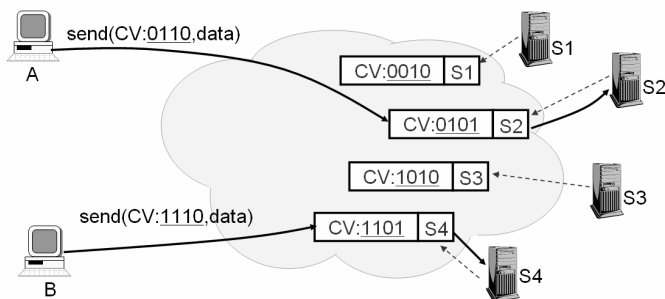 send(CV:0110,data)
A
CV:0010 S1
S1
CV:0101 S2
S2
CV:1010 S3
S3
send(CV:1110,data)
B
CV:1101 S4
S4